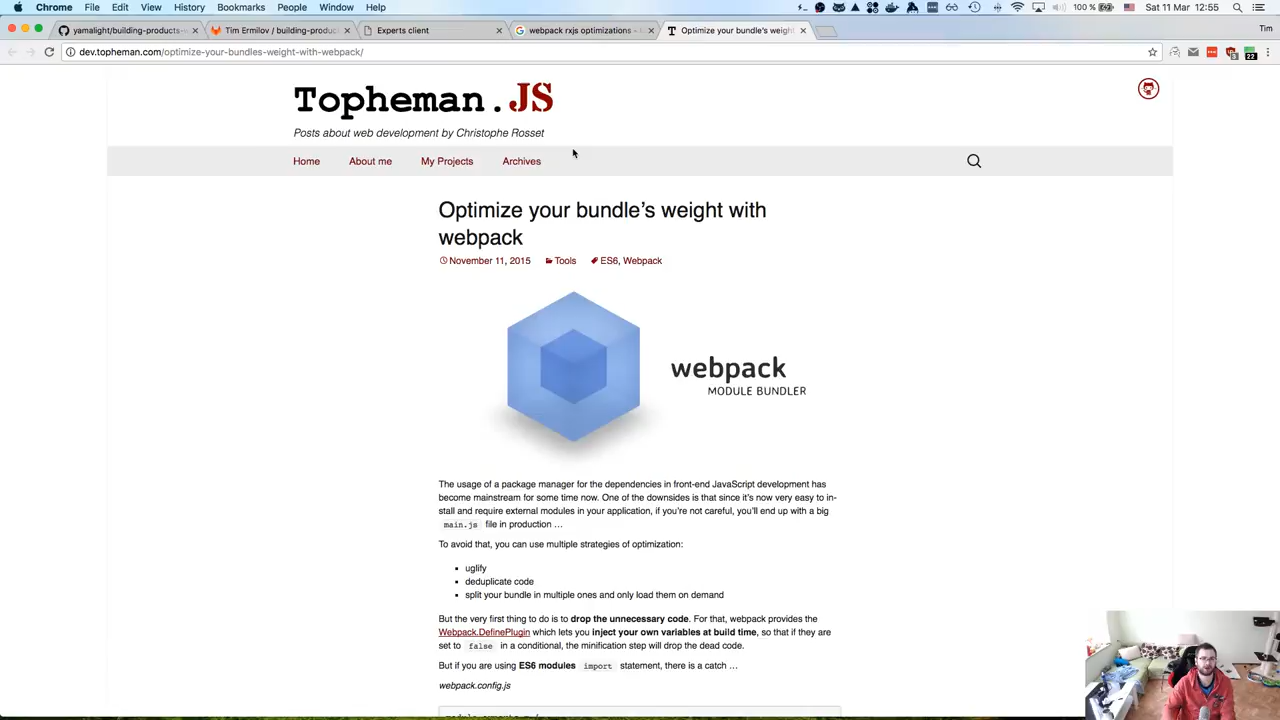 Chrome File Edit View History Bookmarks People Window Help
100 % Sat 11 Mar 12:55
yamalight/building-products-
Tim Ermilov / building-produc
Experts client
webpack rxjs optimizations -
Optimize your bundle's weight
Tim
dev.topheman.com/optimize-your-bundles-weight-with-webpack/
22
Topheman.JS
Posts about web development by Christophe Rosset
Home About me My Projects Archives
Optimize your bundle's weight with
webpack
November 11, 2015 Tools ES6, Webpack
webpack
MODULE BUNDLER
The usage of a package manager for the dependencies in front-end JavaScript development has
become mainstream for some time now. One of the downsides is that since it's now very easy to in-
stall and require external modules in your application, if you're not careful, you'll end up with a big
main.js file in production ...
To avoid that, you can use multiple strategies of optimization:
uglify
deduplicate code
split your bundle in multiple ones and only load them on demand
But the very first thing to do is to drop the unnecessary code. For that, webpack provides the
Webpack.DefinePlugin which lets you inject your own variables at build time, so that if they are
set to false in a conditional, the minification step will drop the dead code.
But if you are using ES6 modules import statement, there is a catch ...
webpack.config.js